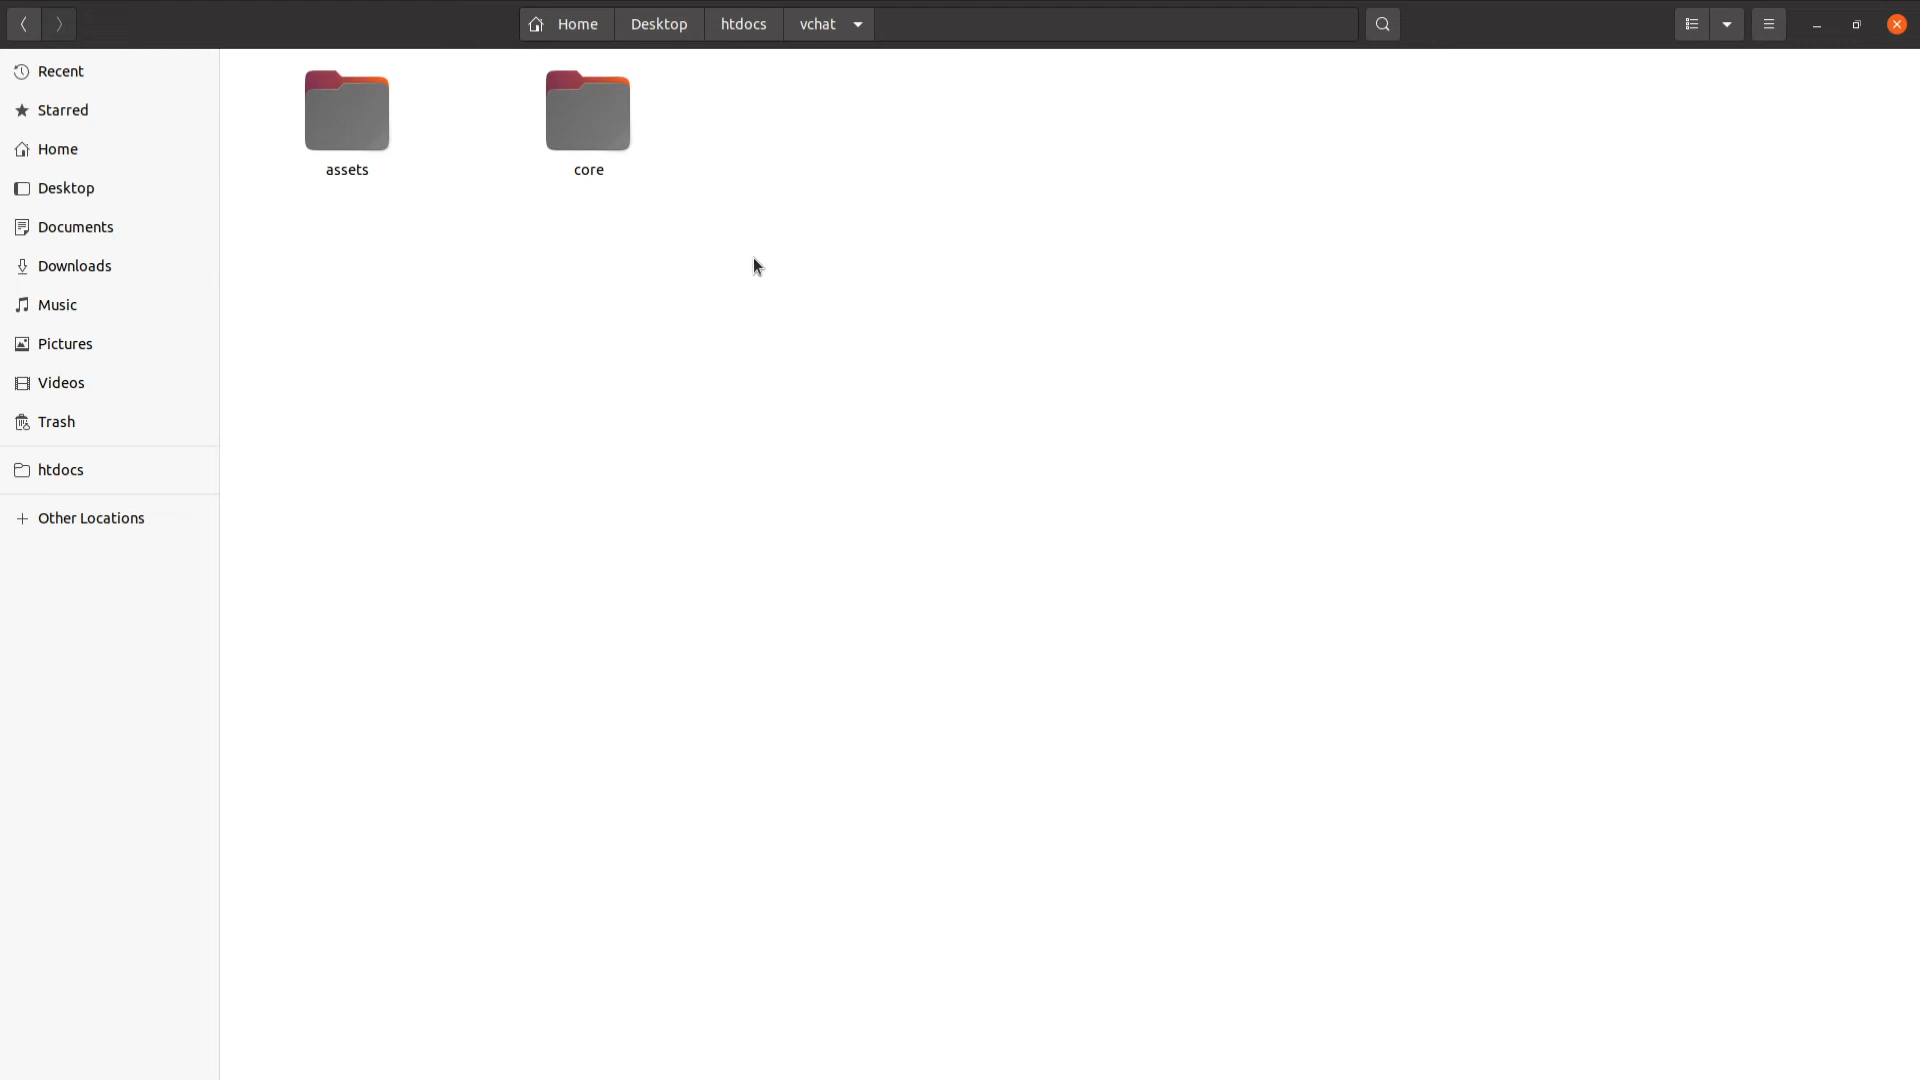 Home Desktop htdocs vchat
Recent
Starred
Home
Desktop
Documents
Downloads
Music
Pictures
Videos
Trash
htdocs
Other Locations
assets core